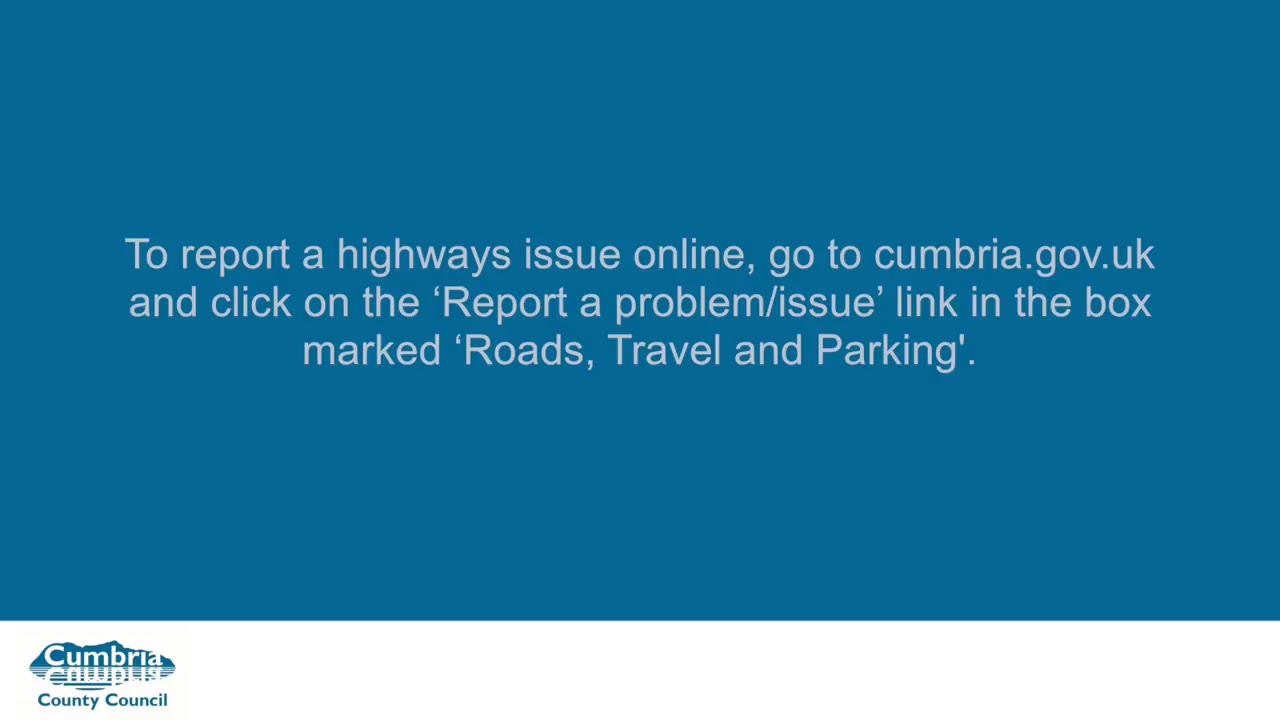 To report a highways issue online, go to cumbria.gov.uk
and click on the ‘Report a problem/issue’ link in the box
marked ‘Roads, Travel and Parking'.
Cumbria
County Council